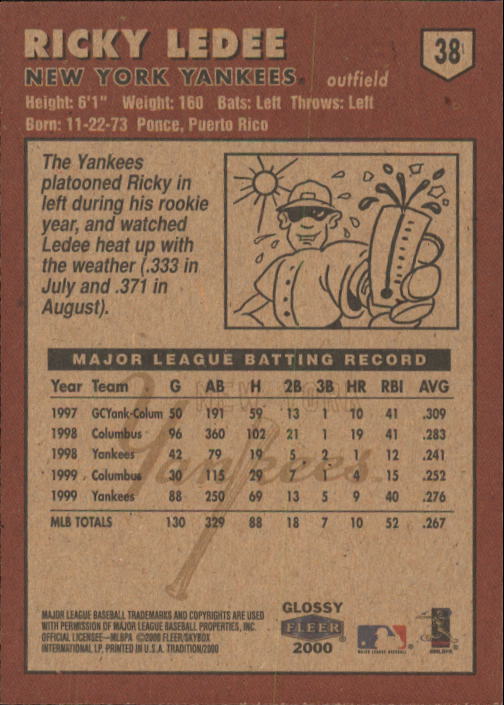 RICKY LEDEE
38
NEW YORK YANKEES outfield
Height: 6'1" Weight: 160 Bats: Left Throws: Left
Born: 11-22-73 Ponce, Puerto Rico
The Yankees
platooned Ricky in
left during his rookie
year, and watched
Ledee heat up with
the weather (.333 in
July and .371 in
August).
MAJOR LEAGUE BATTING RECORD
Year Team G AB H 2B 3B HR RBI AVG
NEW YORK
Yankees
1997 GCYank-Colum 50 191 59 13 1 10 41 .309
1998 Columbus 96 360 102 21 1 19 41 .283
1998 Yankees 42 79 19 5 2 1 12 .241
1999 Columbus 30 115 29 7 1 4 15 .252
1999 Yankees 88 250 69 13 5 9 40 .276
MLB TOTALS 130 329 88 18 7 10 52 .267
MAJOR LEAGUE BASEBALL TRADEMARKS AND COPYRIGHTS ARE USED
WITH PERMISSION OF MAJOR LEAGUE BASEBALL PROPERTIES, INC.
OFFICIAL LICENSEE—MLBPA ©2000 FLEER/SKYBOX
INTERNATIONAL LP. PRINTED IN U.S.A. TRADITION/2000
GLOSSY
FLEER
2000
MAJOR LEAGUE BASEBALL